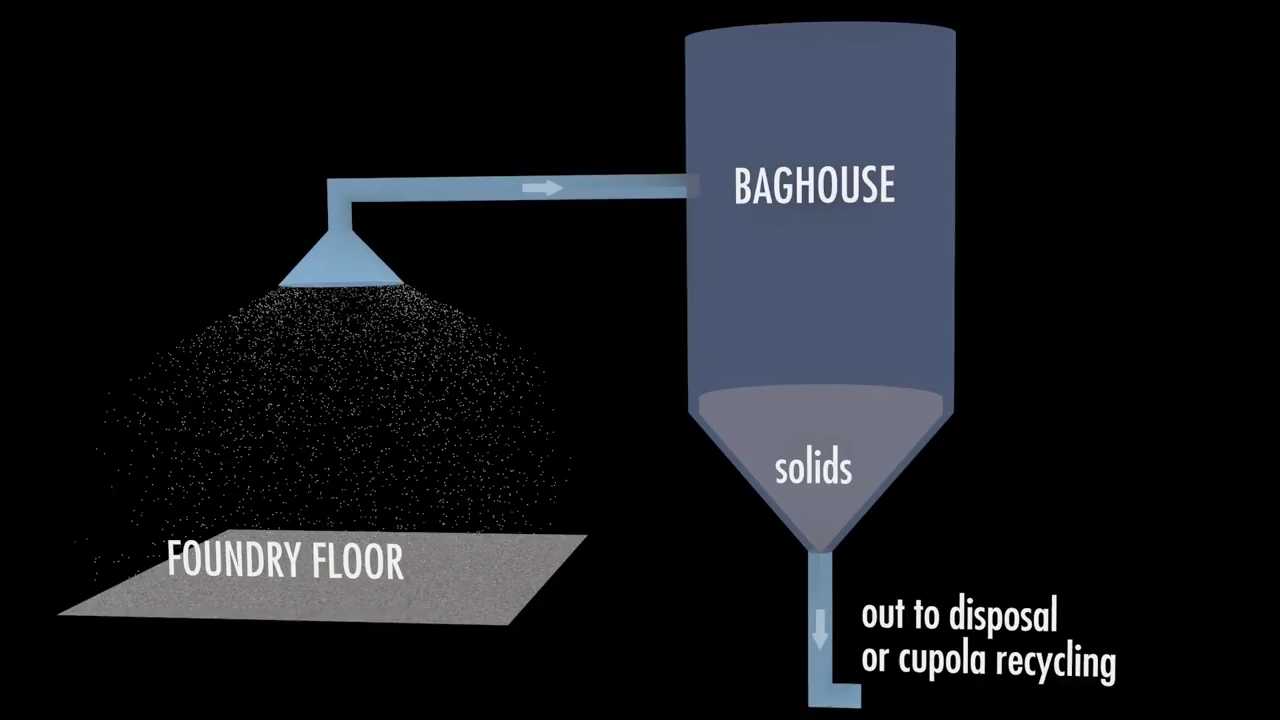 BAGHOUSE
solids
FOUNDRY FLOOR
out to disposal
or cupola recycling